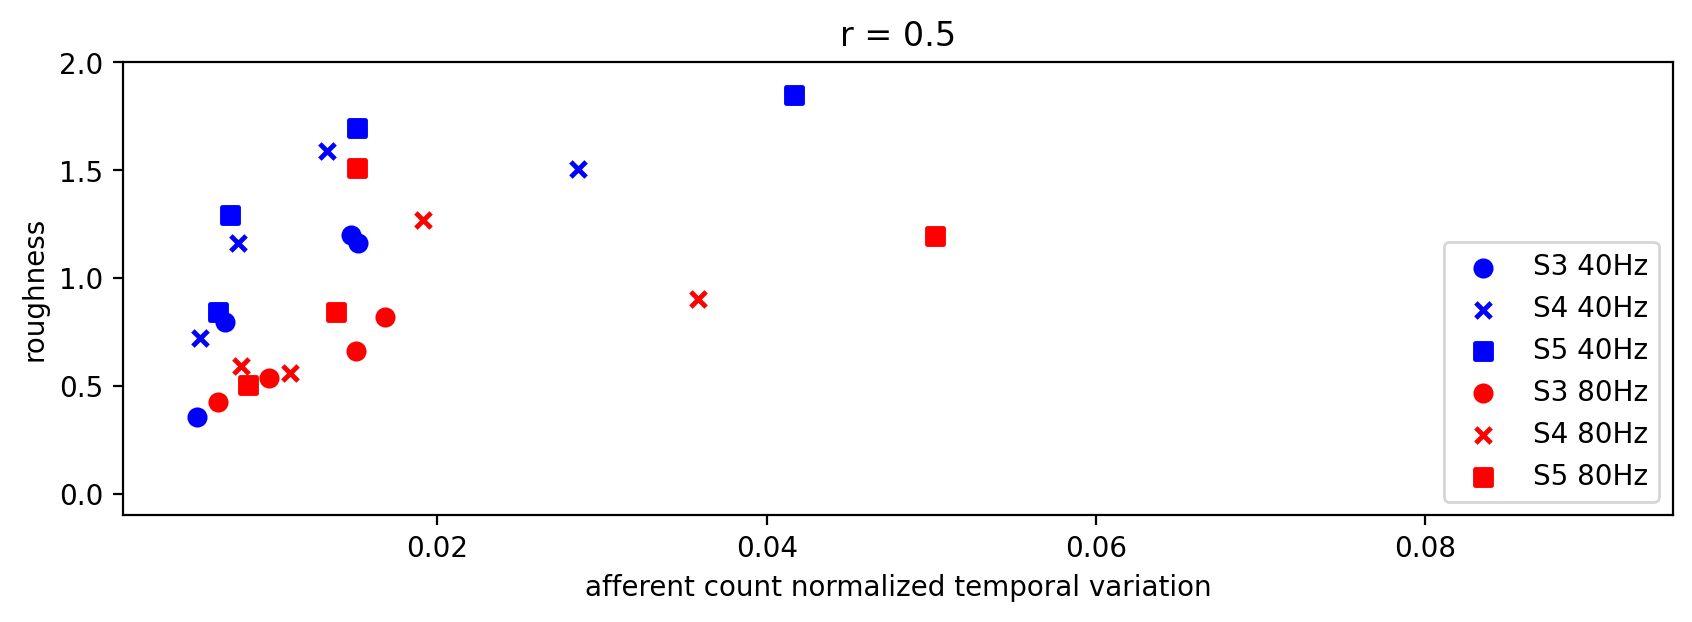 r = 0.5
2.0
1.5
1.0
0.5
0.0
roughness
S3 40Hz
S4 40Hz
S5 40Hz
S3 80Hz
S4 80Hz
S5 80Hz
0.02 0.04 0.06 0.08
afferent count normalized temporal variation